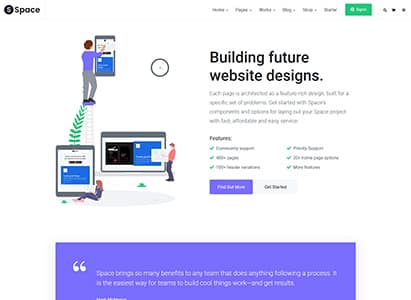 S Space
Home
Pages
Works
Blog
Shop
Starter
Sign in
Building future
website designs.
Each page is architected as a feature-rich design, built for a
specific set of problems. Get started with Space's
components and options for laying out your Space project
with fast, affordable and easy service.
Features:
Community support
Priority Support
400+ pages
20+ home page options
100+ header variations
More features
Find Out More
Get Started
Space brings so many benefits to any team that does anything following a process. It
is the easiest way for teams to build cool things work—and get results.